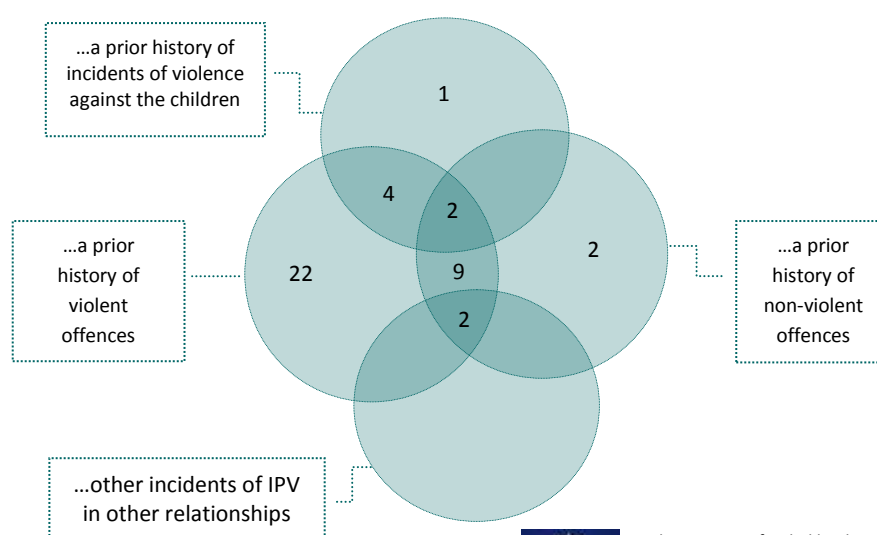 ...a prior history of
incidents of violence
against the children
1
4
2
...a prior
history of
violent
offences
22
9
2
...a prior
history of
non-violent
offences
2
...other incidents of IPV
in other relationships